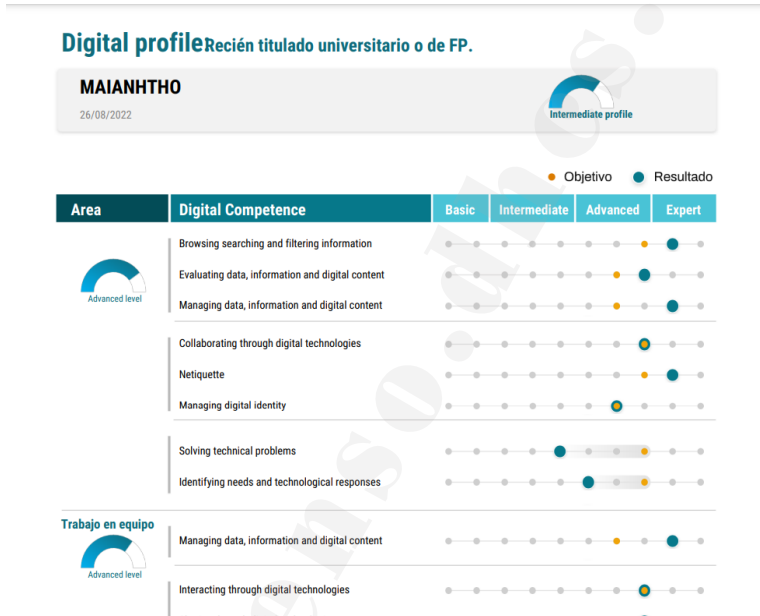 Digital profile Recién titulado universitario o de FP.
MAIANHTHO
26/08/2022
Intermediate profile
Objetivo Resultado
Area Digital Competence Basic Intermediate Advanced Expert
Browsing searching and filtering information
Evaluating data, information and digital content
Advanced level
Managing data, information and digital content
Collaborating through digital technologies
Netiquette
Managing digital identity
Solving technical problems
Identifying needs and technological responses
Trabajo en equipo
Managing data, information and digital content
Advanced level
Interacting through digital technologies
enso.dhos.